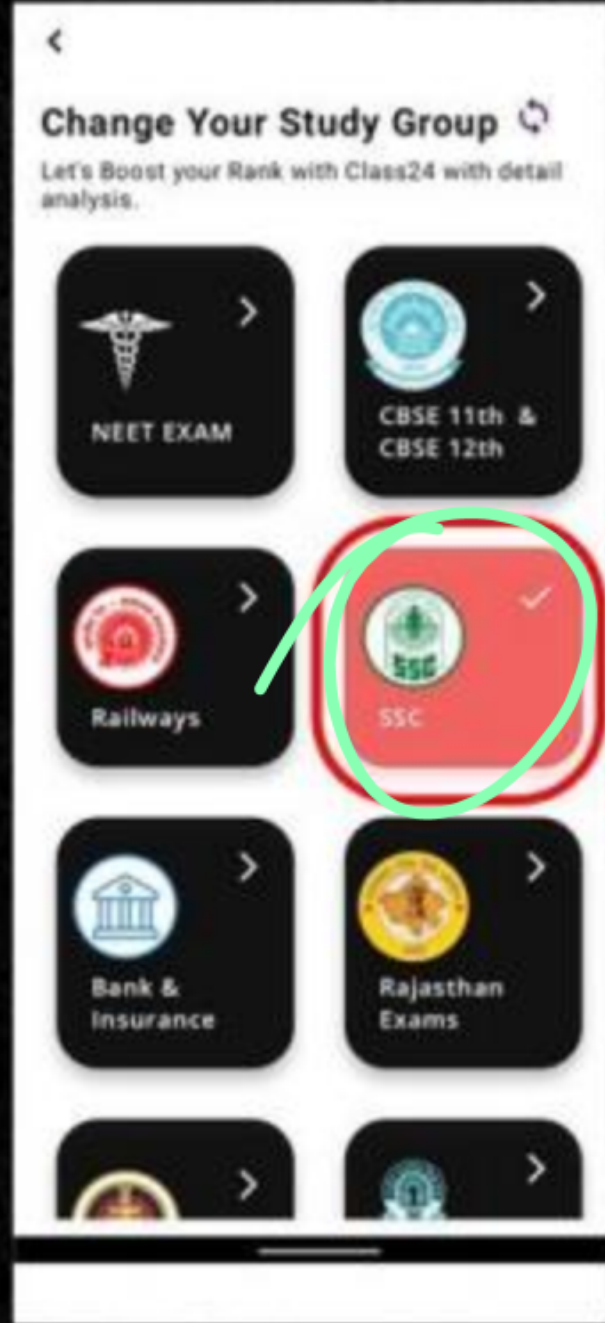 Change Your Study Group
Let's Boost your Rank with Class24 with detail
analysis.
NEET EXAM
CBSE 11th &
CBSE 12th
Railways
SSC
SSC
Bank &
Insurance
Rajasthan
Exams